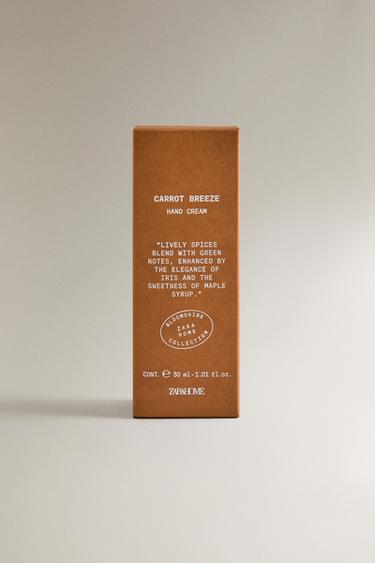 CARROT BREEZE
HAND CREAM
"LIVELY SPICES
BLEND WITH GREEN
NOTES, ENHANCED BY
THE ELEGANCE OF
IRIS AND THE
SWEETNESS OF MAPLE
SYRUP."
BLOOMSHIRE
ZARA
HOME
COLLECTION
CONT. ℮ 30 ml-1.01 fl.oz.
ZARAHOME